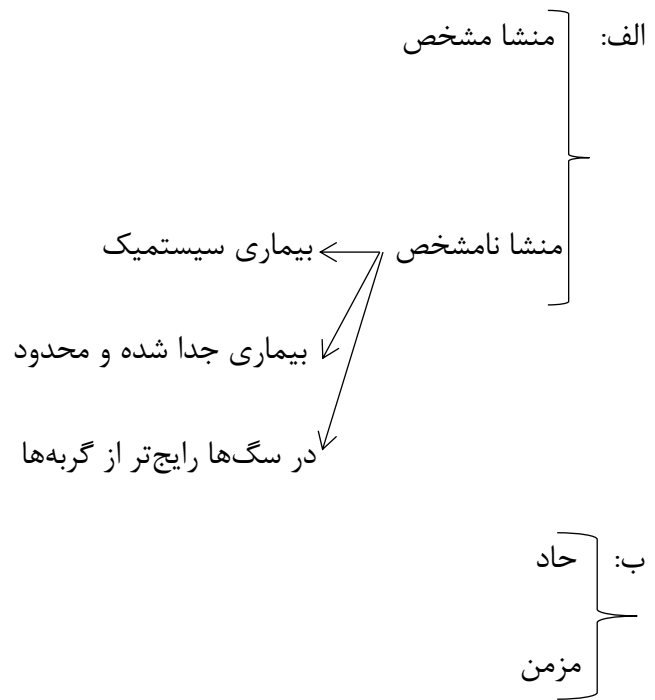 الف: منشا مشخص
منشا نامشخص بیماری سیستمیک
بیماری جدا شده و محدود
در سگ‌ها رایج‌تر از گربه‌ها
ب: حاد
مزمن